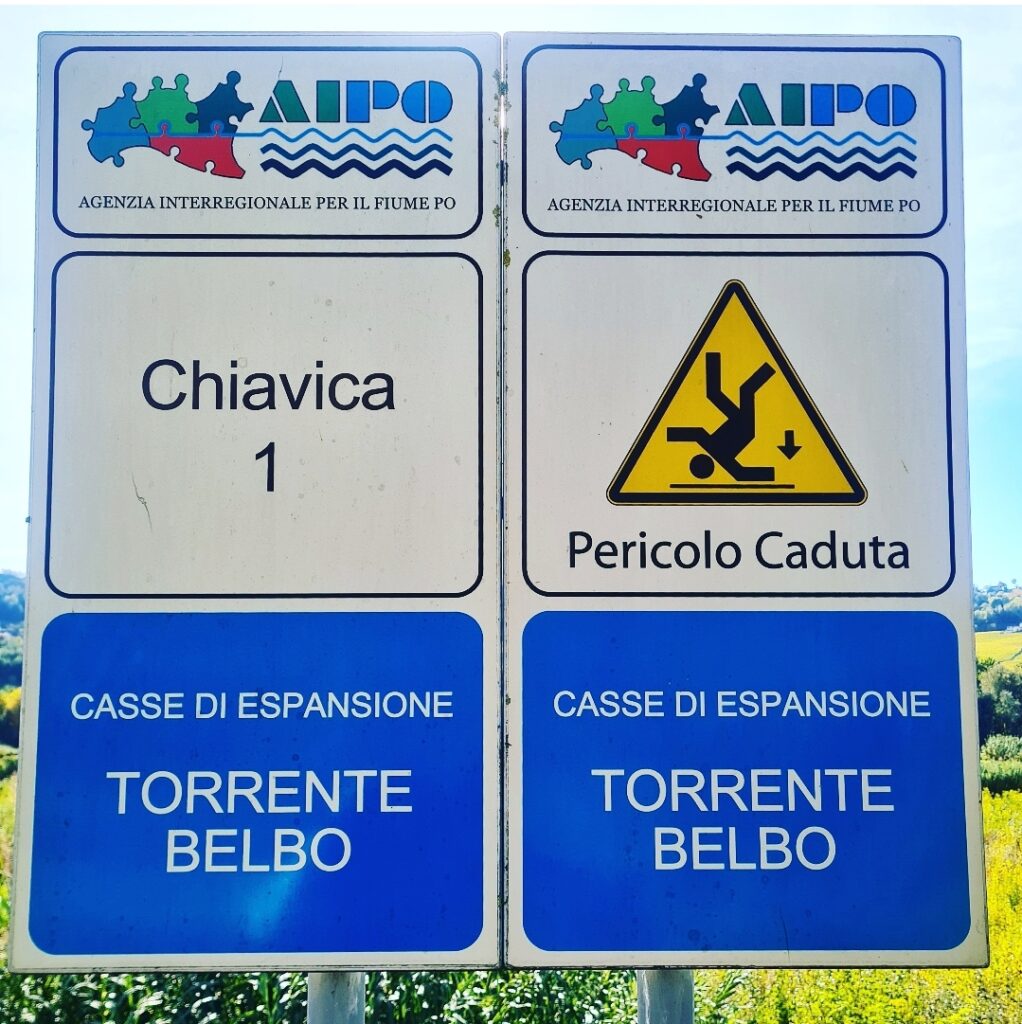 AIPO
AGENZIA INTERREGIONALE PER IL FIUME PO
Chiavica
1
CASSE DI ESPANSIONE
TORRENTE
BELBO
AIPO
AGENZIA INTERREGIONALE PER IL FIUME PO
Pericolo Caduta
CASSE DI ESPANSIONE
TORRENTE
BELBO